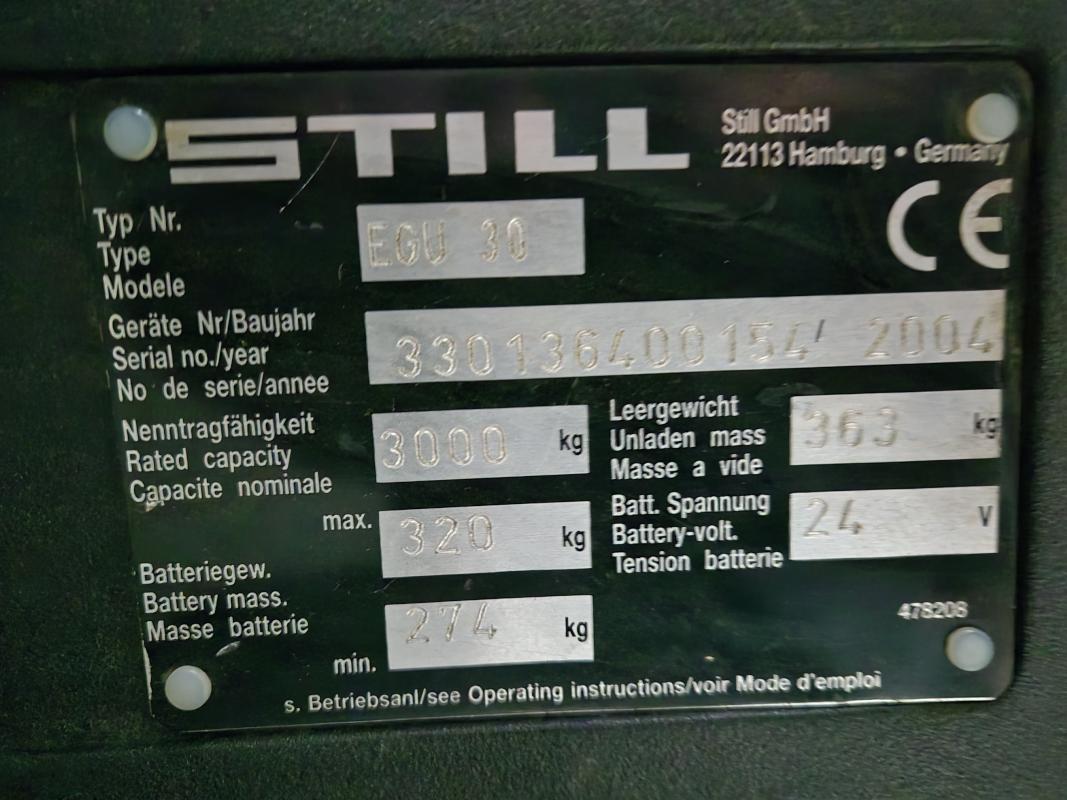 STILL
Still GmbH
22113 Hamburg • Germany
CE
Typ Nr.
Type
Modele
EGU 30
Geräte Nr/Baujahr
Serial no./year
No de serie/annee
330136400154/ 2004
Nenntragfähigkeit
Rated capacity
Capacite nominale
3000 kg
Leergewicht
Unladen mass
Masse a vide
363 kg
max. 320 kg
Batt. Spannung
Battery-volt.
Tension batterie
24 V
Batteriegew.
Battery mass.
Masse batterie
min. 274 kg
478208
s. Betriebsanl/see Operating instructions/voir Mode d'emploi